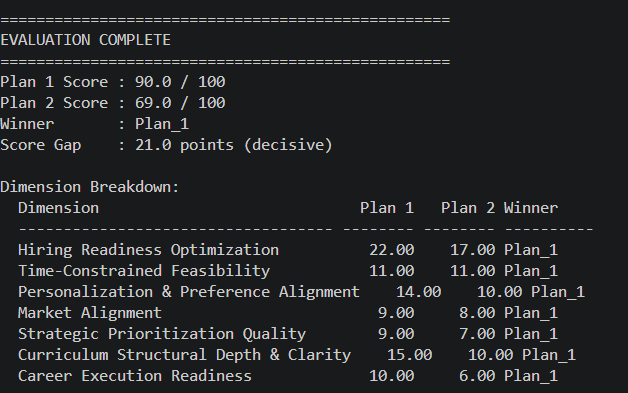 ==================================================
EVALUATION COMPLETE
==================================================
Plan 1 Score : 90.0 / 100
Plan 2 Score : 69.0 / 100
Winner       : Plan_1
Score Gap    : 21.0 points (decisive)

Dimension Breakdown:
  Dimension                             Plan 1   Plan 2 Winner
  ----------------------------------- -------- -------- ----------
  Hiring Readiness Optimization          22.00    17.00 Plan_1
  Time-Constrained Feasibility           11.00    11.00 Plan_1
  Personalization & Preference Alignment    14.00    10.00 Plan_1
  Market Alignment                        9.00     8.00 Plan_1
  Strategic Prioritization Quality        9.00     7.00 Plan_1
  Curriculum Structural Depth & Clarity    15.00    10.00 Plan_1
  Career Execution Readiness             10.00     6.00 Plan_1